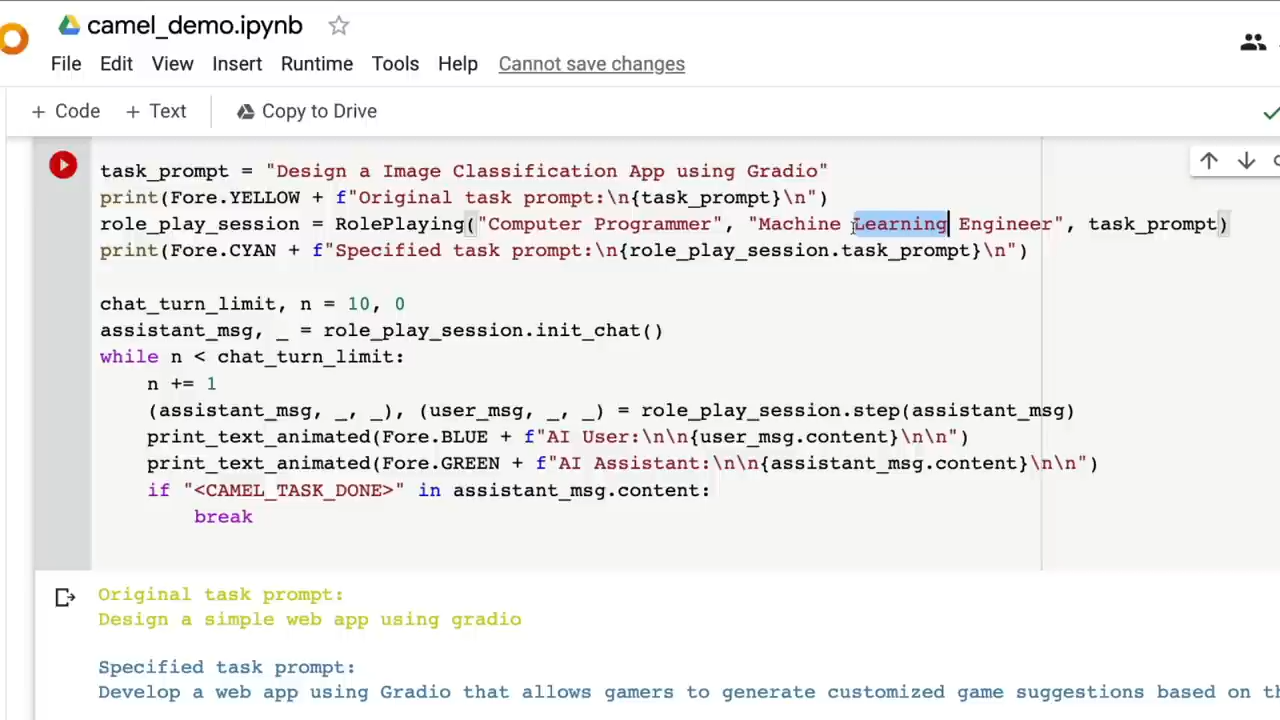 camel_demo.ipynb
File Edit View Insert Runtime Tools Help Cannot save changes
+ Code + Text Copy to Drive
task_prompt = "Design a Image Classification App using Gradio"
print(Fore.YELLOW + f"Original task prompt:\n{task_prompt}\n")
role_play_session = RolePlaying("Computer Programmer", "Machine Learning Engineer", task_prompt)
print(Fore.CYAN + f"Specified task prompt:\n{role_play_session.task_prompt}\n")
chat_turn_limit, n = 10, 0
assistant_msg, _ = role_play_session.init_chat()
while n < chat_turn_limit:
n += 1
(assistant_msg, _, _), (user_msg, _, _) = role_play_session.step(assistant_msg)
print_text_animated(Fore.BLUE + f"AI User:\n\n{user_msg.content}\n\n")
print_text_animated(Fore.GREEN + f"AI Assistant:\n\n{assistant_msg.content}\n\n")
if "<CAMEL_TASK_DONE>" in assistant_msg.content:
break
Original task prompt:
Design a simple web app using gradio
Specified task prompt:
Develop a web app using Gradio that allows gamers to generate customized game suggestions based on th